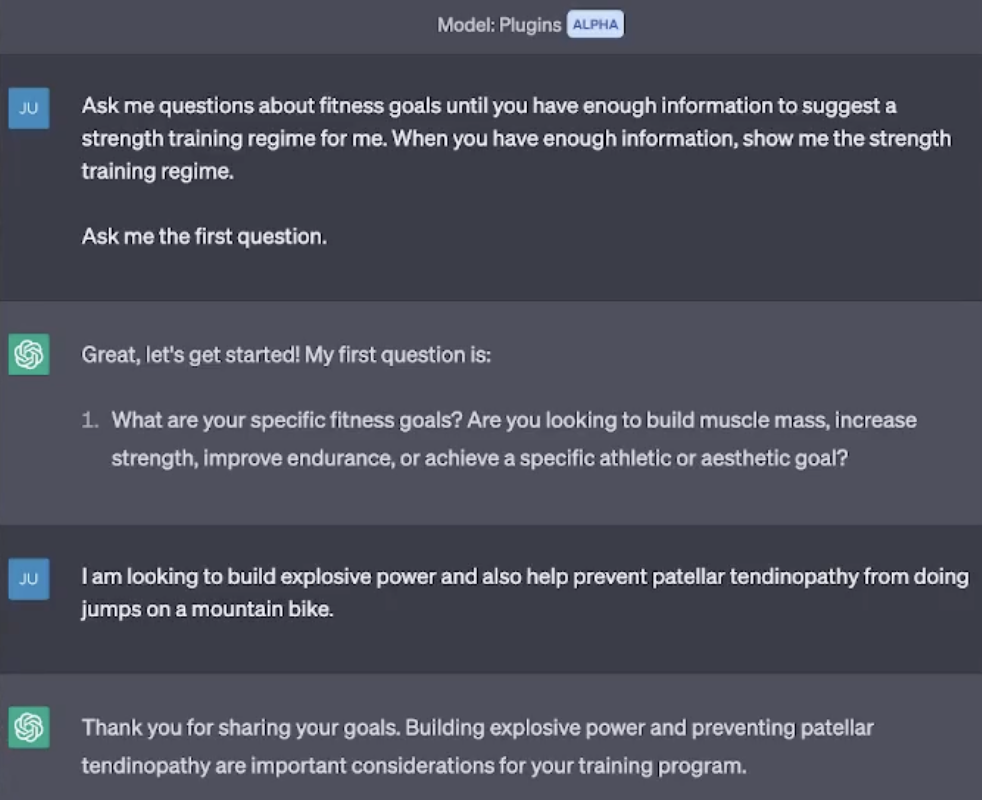 Model: Plugins ALPHA
JU
Ask me questions about fitness goals until you have enough information to suggest a
strength training regime for me. When you have enough information, show me the strength
training regime.
Ask me the first question.
Great, let's get started! My first question is:
1. What are your specific fitness goals? Are you looking to build muscle mass, increase
strength, improve endurance, or achieve a specific athletic or aesthetic goal?
JU
I am looking to build explosive power and also help prevent patellar tendinopathy from doing
jumps on a mountain bike.
Thank you for sharing your goals. Building explosive power and preventing patellar
tendinopathy are important considerations for your training program.